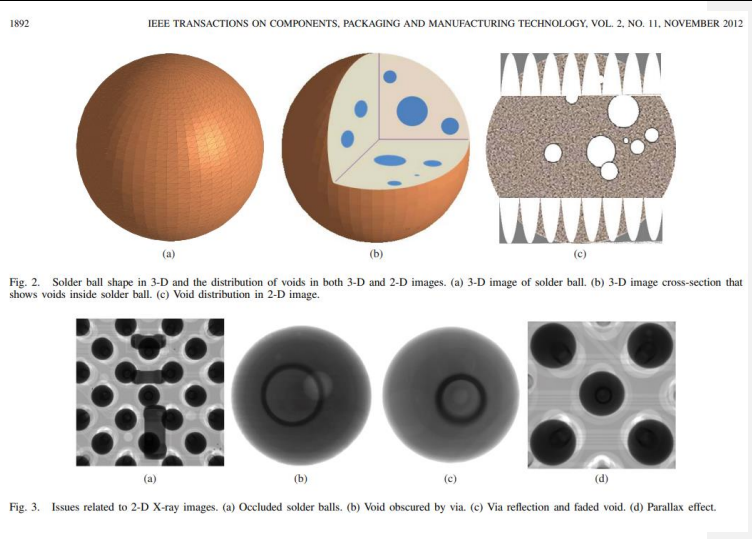 1892
IEEE TRANSACTIONS ON COMPONENTS, PACKAGING AND MANUFACTURING TECHNOLOGY, VOL. 2, NO. 11, NOVEMBER 2012
(a)
(b)
(c)
Fig. 2. Solder ball shape in 3-D and the distribution of voids in both 3-D and 2-D images. (a) 3-D image of solder ball. (b) 3-D image cross-section that
shows voids inside solder ball. (c) Void distribution in 2-D image.
(a)
(b)
(c)
(d)
Fig. 3. Issues related to 2-D X-ray images. (a) Occluded solder balls. (b) Void obscured by via. (c) Via reflection and faded void. (d) Parallax effect.